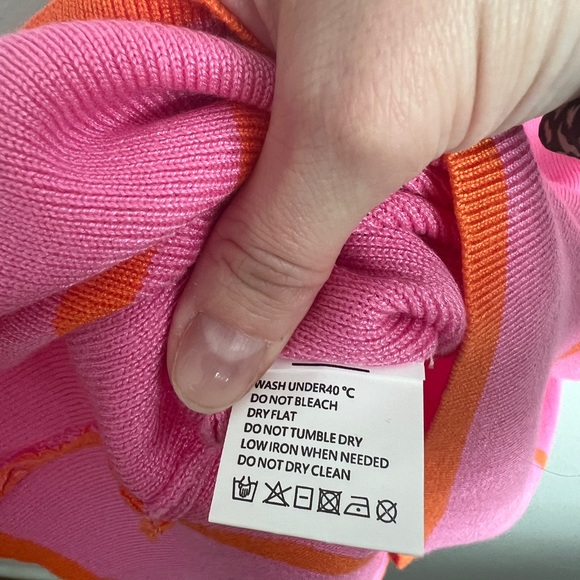 WASH UNDER40 °C
DO NOT BLEACH
DRY FLAT
DO NOT TUMBLE DRY
LOW IRON WHEN NEEDED
DO NOT DRY CLEAN